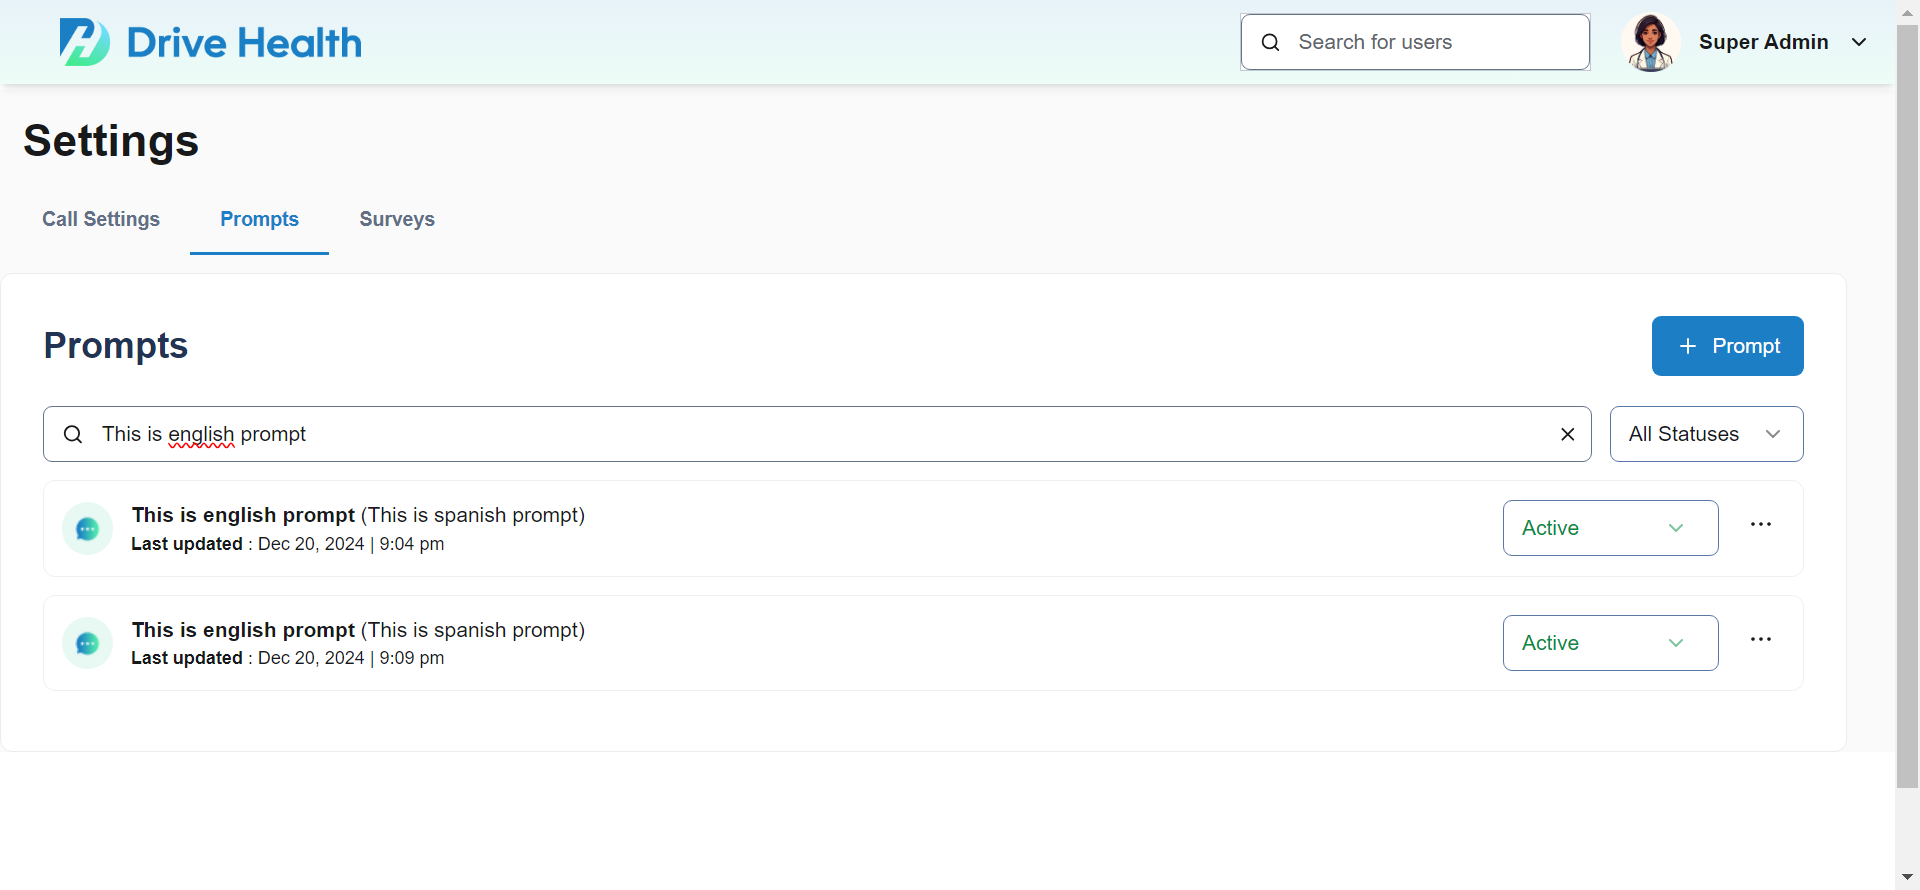 Drive Health
Search for users
Super Admin
Settings
Call Settings
Prompts
Surveys
Prompts
+ Prompt
This is english prompt
All Statuses
This is english prompt (This is spanish prompt)
Last updated : Dec 20, 2024 | 9:04 pm
Active
This is english prompt (This is spanish prompt)
Last updated : Dec 20, 2024 | 9:09 pm
Active